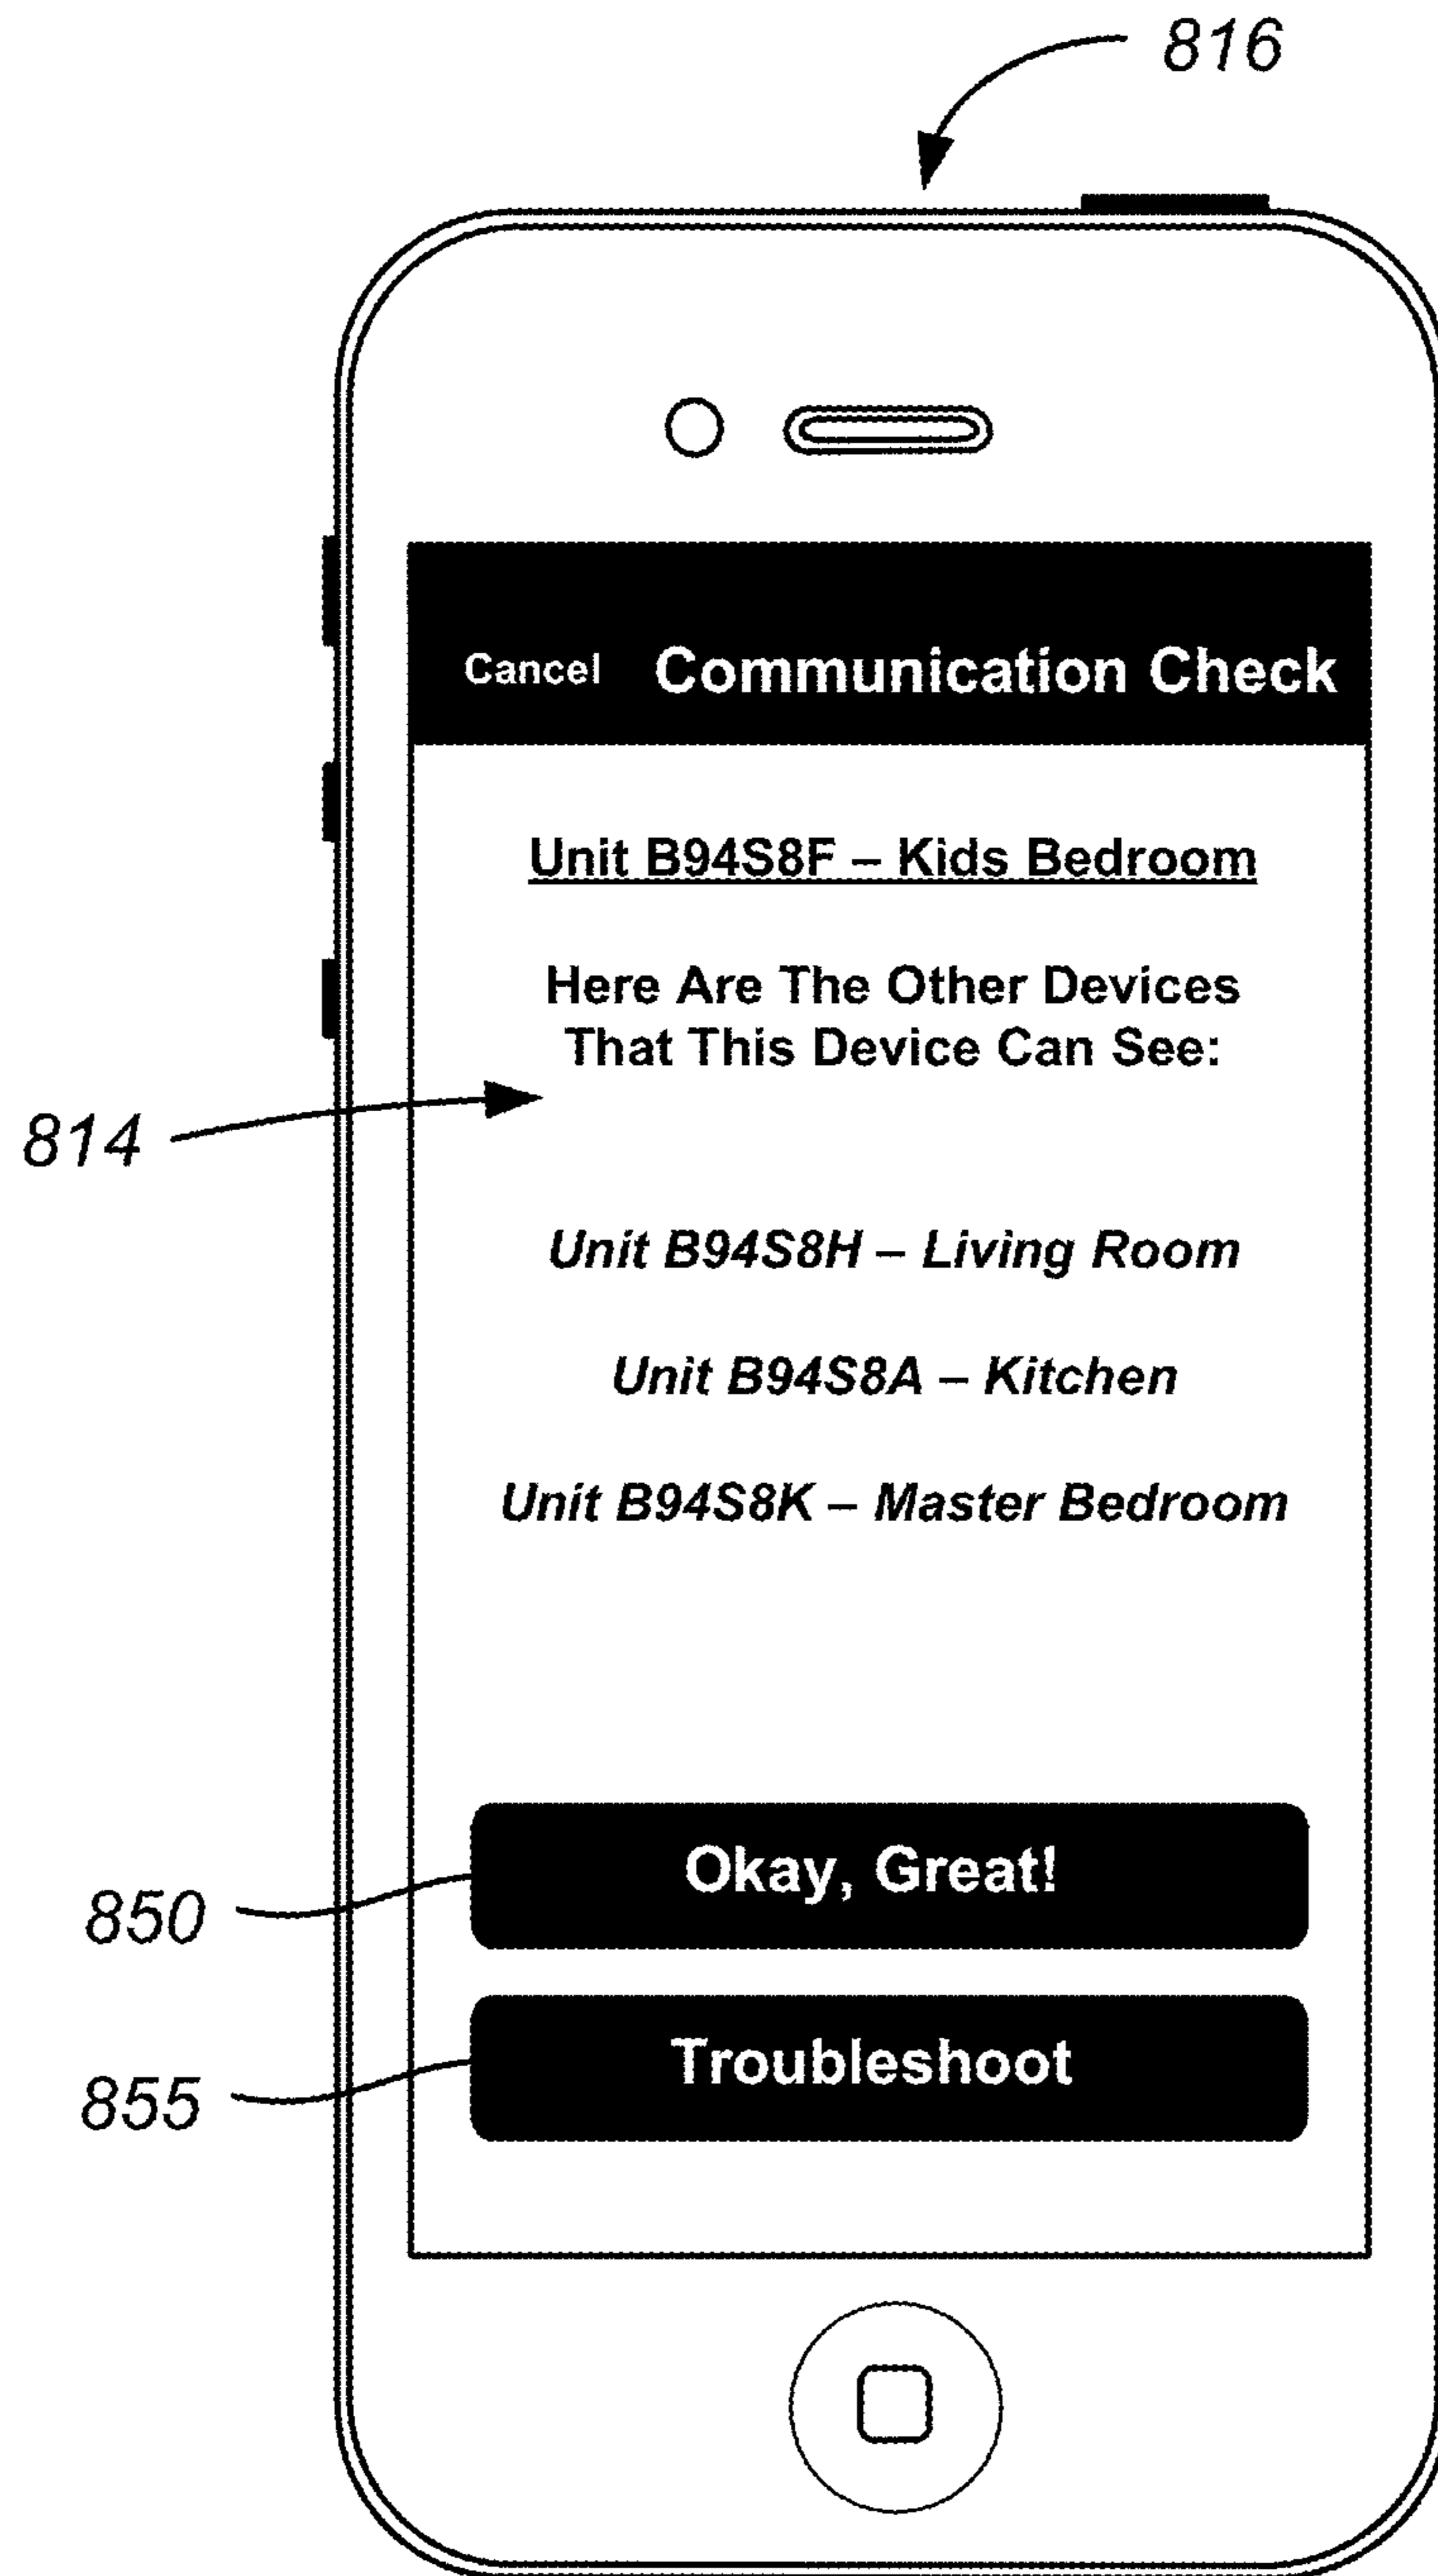 816
Cancel Communication Check
Unit B94S8F – Kids Bedroom
Here Are The Other Devices
That This Device Can See:
814
Unit B94S8H – Living Room
Unit B94S8A – Kitchen
Unit B94S8K – Master Bedroom
Okay, Great!
850
Troubleshoot
855